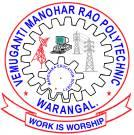 VEMUGANTI MANOHAR RAO POLYTECHNIC
WARANGAL.
WORK IS WORSHIP